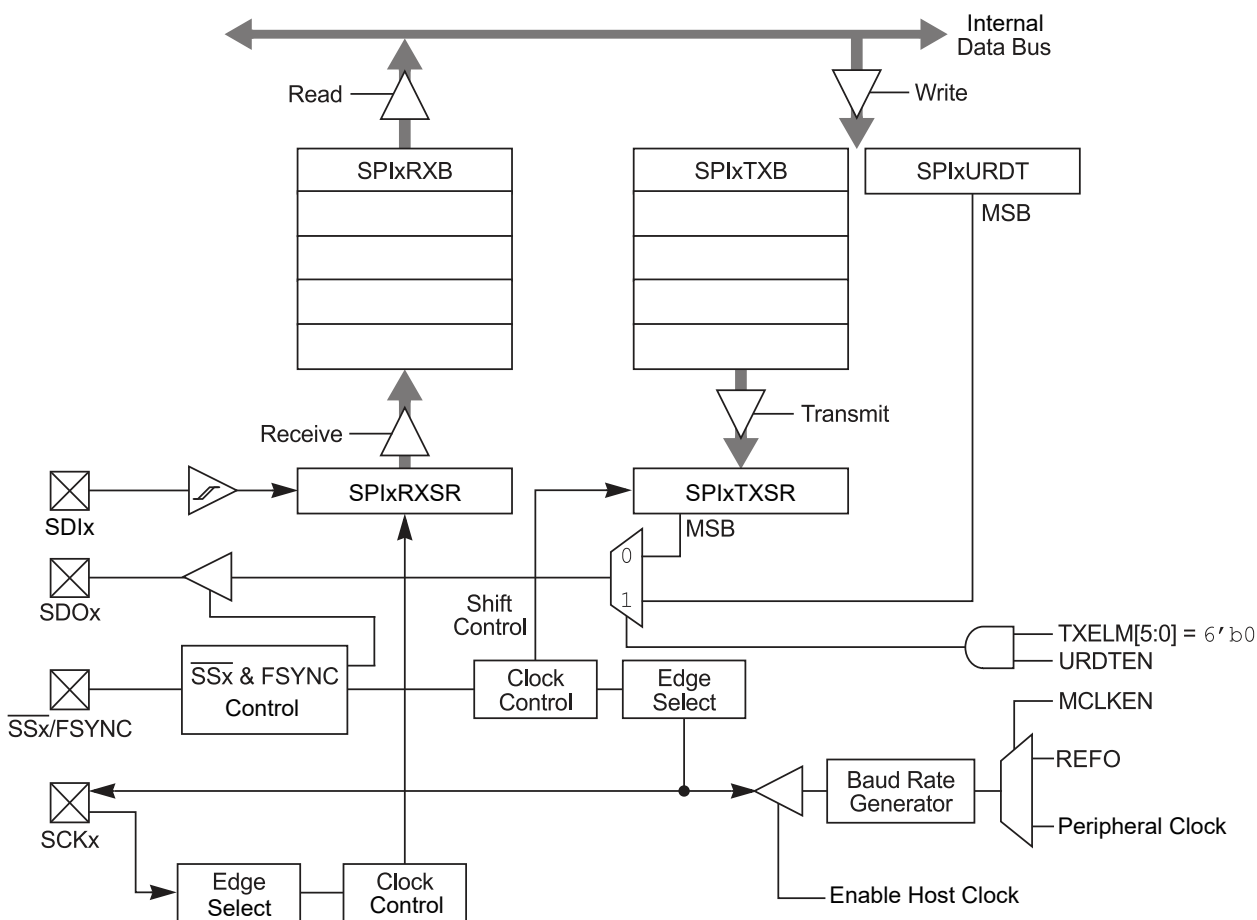 Internal
Data Bus
Read
Write
SPIxRXB
SPIxTXB
SPIxURDT
MSB
Transmit
Receive
SPIxRXSR
SPIxTXSR
SDIx
MSB
0
SDOx
1
Shift
Control
TXELM[5:0] = 6'b0
URDTEN
SSx & FSYNC
Control
Clock
Control
Edge
Select
SSx/FSYNC
MCLKEN
REFO
Baud Rate
Generator
Peripheral Clock
SCKx
Edge
Select
Clock
Control
Enable Host Clock